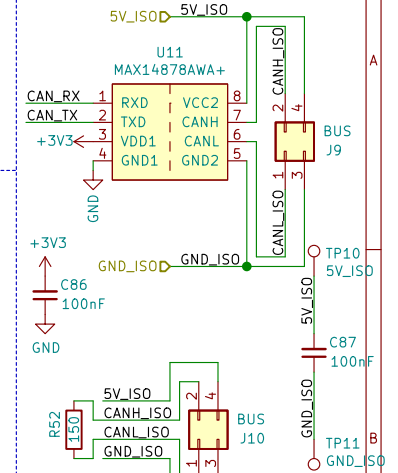 5V_ISO 5V_ISO
U11
MAX14878AWA+
CAN_RX 1 RXD VCC2 8
CAN_TX 2 TXD CANH 7
+3V3 3 VDD1 CANL 6
4 GND1 GND2 5
GND
CANH_ISO
2 4
BUS
J9
1 3
CANL_ISO
A
GND_ISO GND_ISO
+3V3
C86
100nF
GND
TP10
5V_ISO
5V_ISO
C87
100nF
GND_ISO
TP11
GND_ISO
B
R52
150
5V_ISO
CANH_ISO
CANL_ISO
GND_ISO
2 4
BUS
J10
1 3